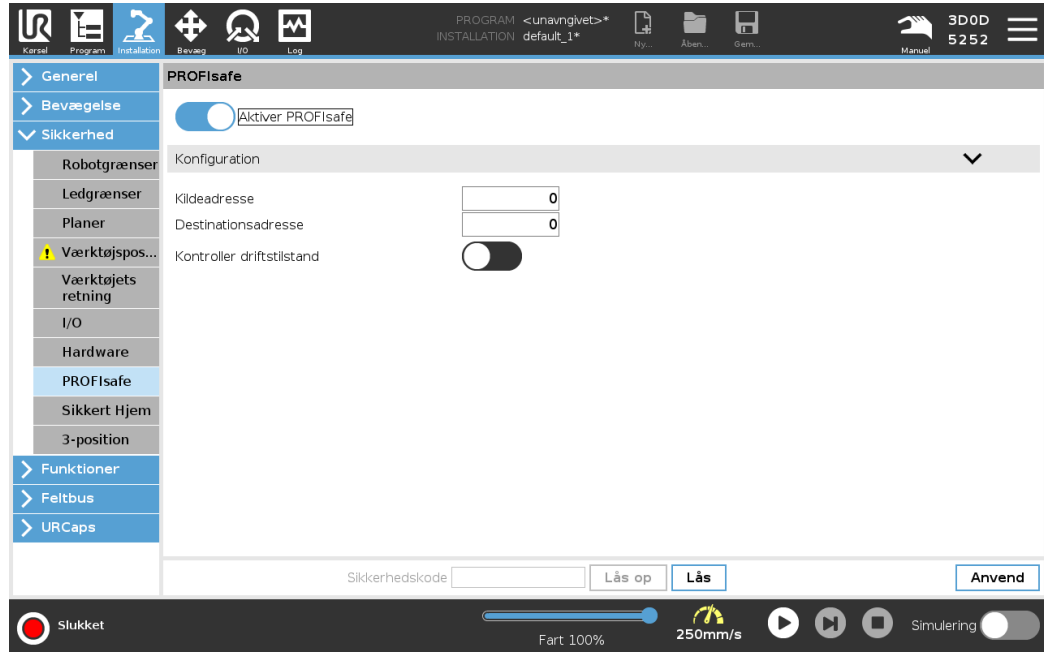 UR
PROGRAM <unavngivet>*
INSTALLATION default_1*
3D0D
5252
Kørsel Program Installation Bevæg I/O Log Ny... Åben... Gem... Manuel
Generel
Bevægelse
Sikkerhed
Robotgrænser
Ledgrænser
Planer
Værktøjspos...
Værktøjets
retning
I/O
Hardware
PROFIsafe
Sikkert Hjem
3-position
Funktioner
Feltbus
URCaps
PROFIsafe
Aktiver PROFIsafe
Konfiguration
Kildeadresse 0
Destinationsadresse 0
Kontroller driftstilstand
Sikkerhedskode Lås op Lås Anvend
Slukket
Fart 100%
250mm/s
Simulering